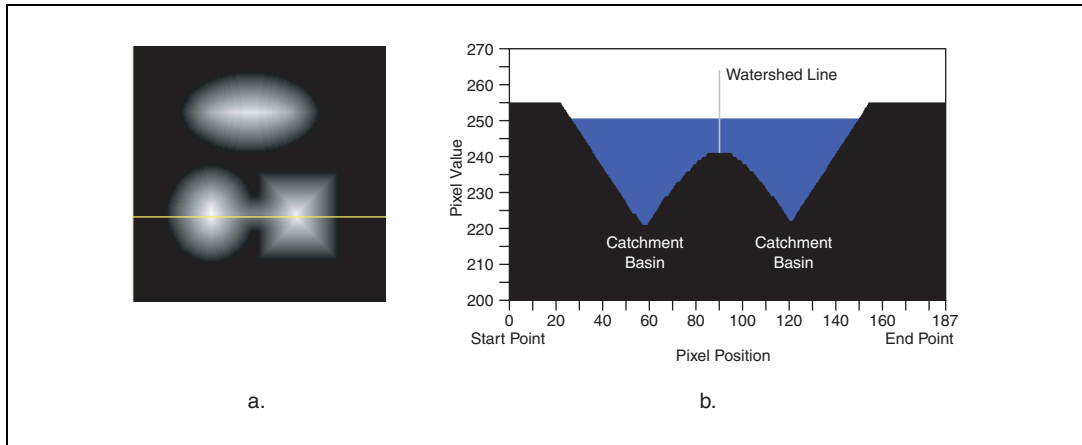 270
260
250
240
230
220
210
200
Pixel Value
Watershed Line
Catchment
Basin
Catchment
Basin
0 20 40 60 80 100 120 140 160 187
Start Point
End Point
Pixel Position
a.
b.